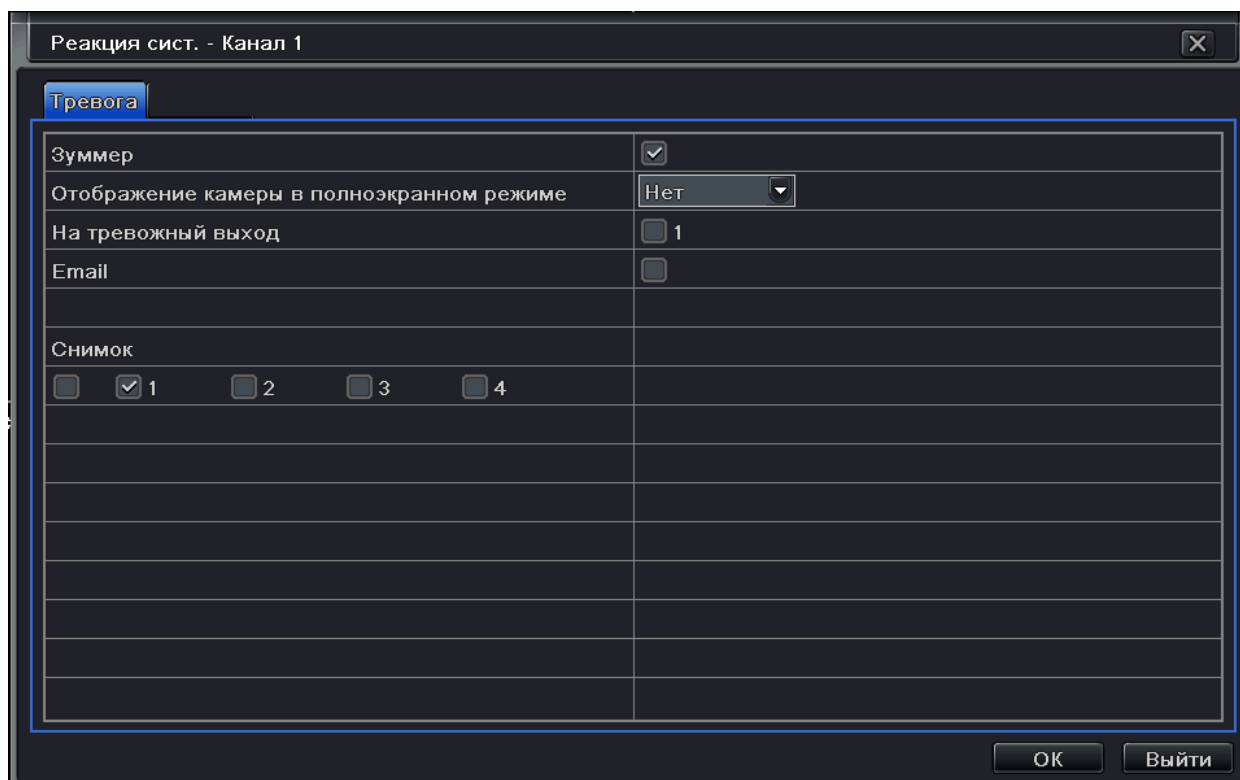 Реакция сист. - Канал 1
Тревога
Зуммер
Отображение камеры в полноэкранном режиме Нет
На тревожный выход 1
Email
Снимок
1 2 3 4
ОК Выйти